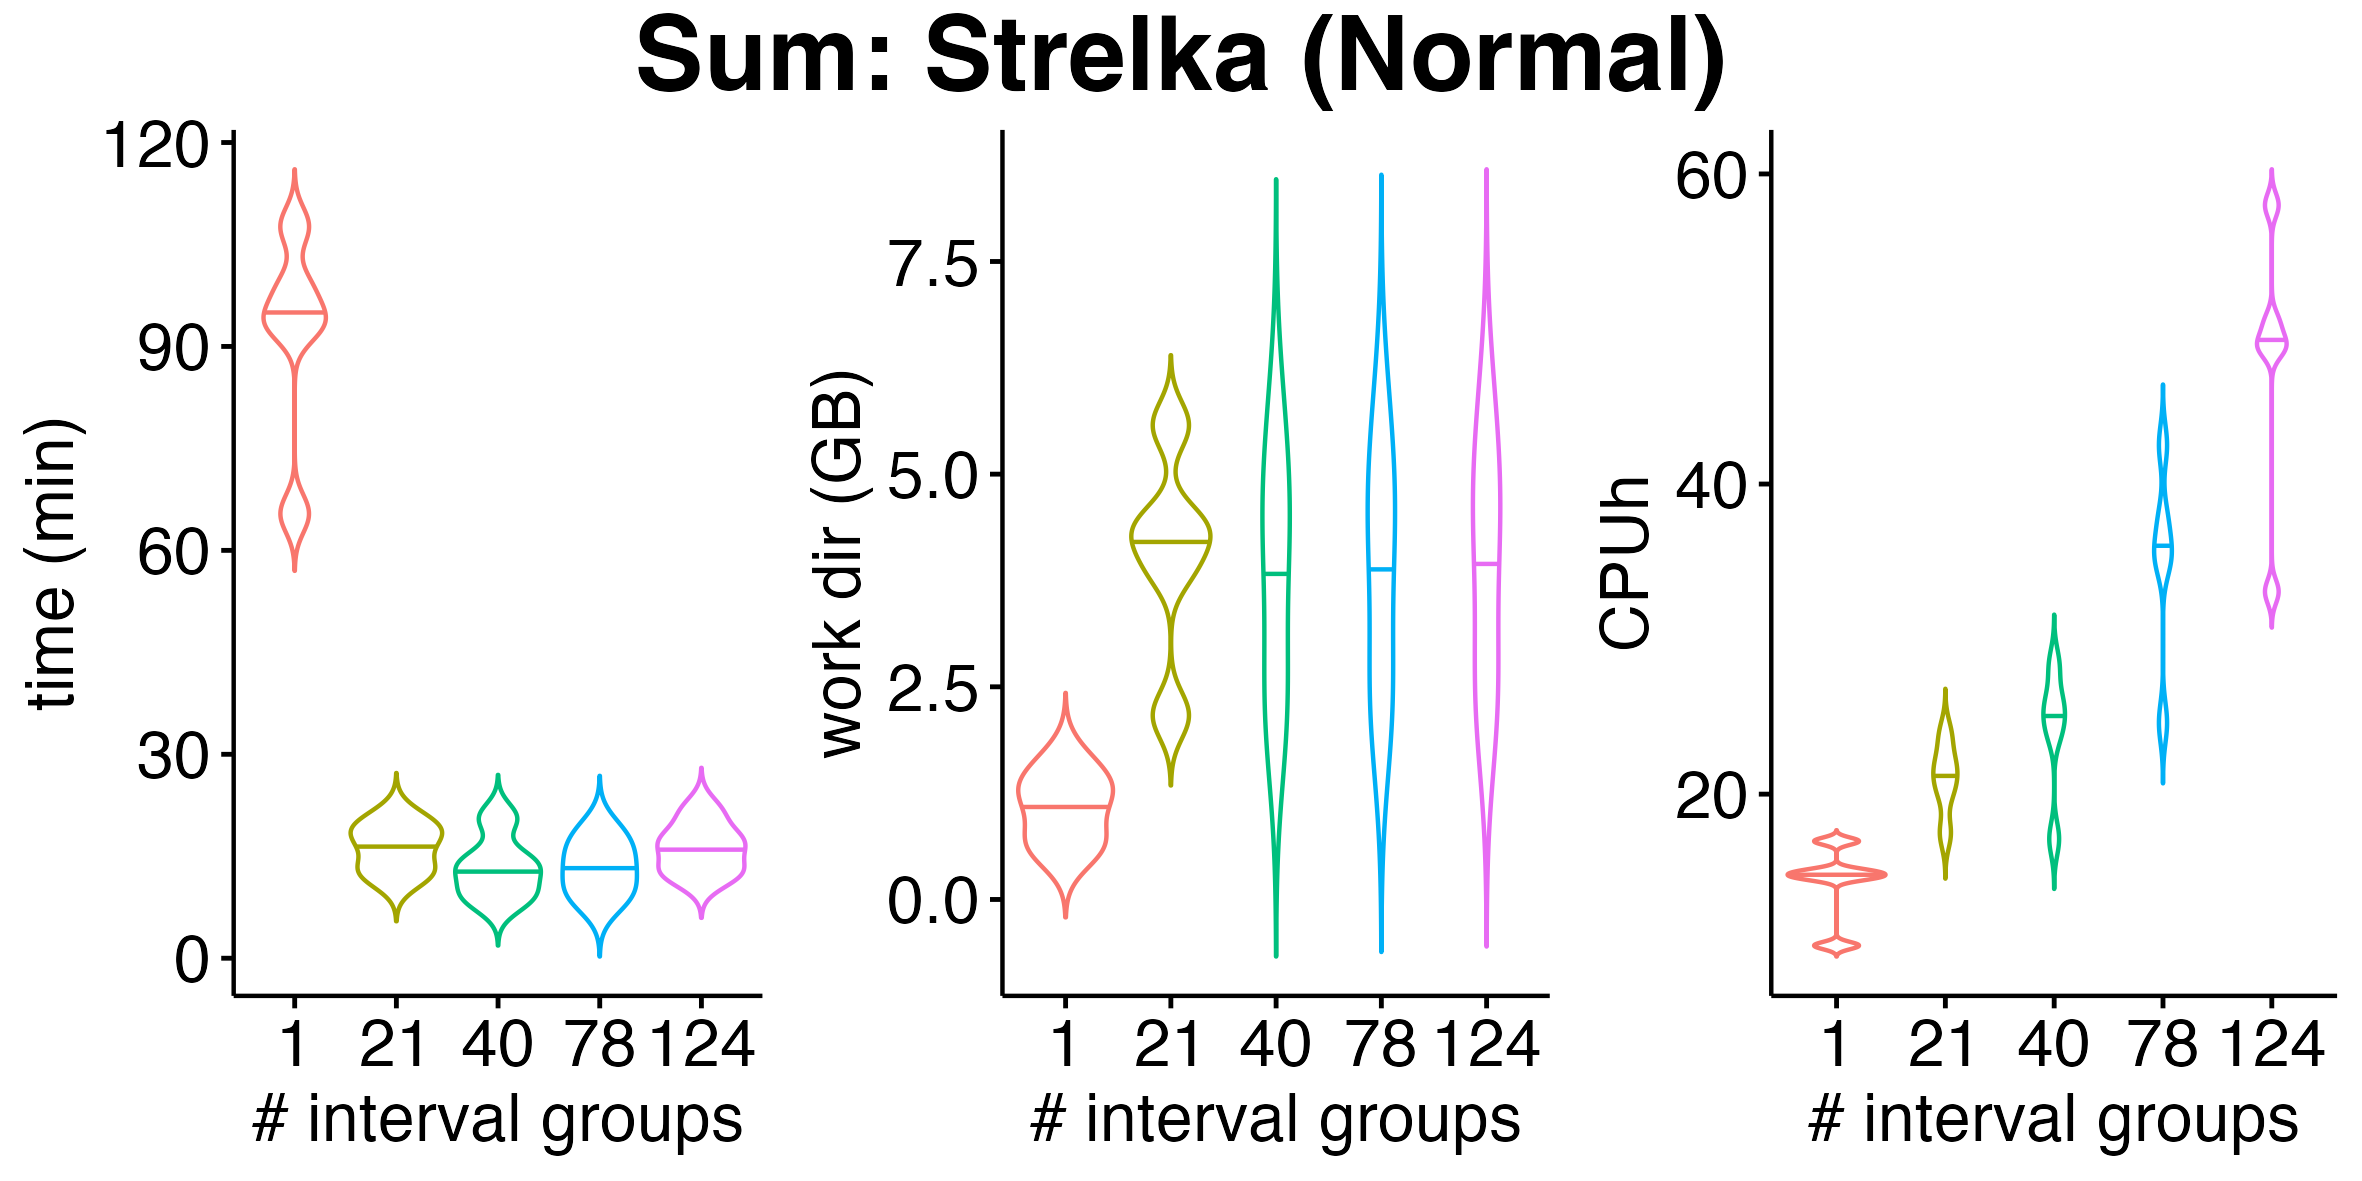 Sum: Strelka (Normal)
time (min)
120
90
60
30
0
1 21 40 78 124
# interval groups
work dir (GB)
7.5
5.0
2.5
0.0
1 21 40 78 124
# interval groups
CPUh
60
40
20
1 21 40 78 124
# interval groups